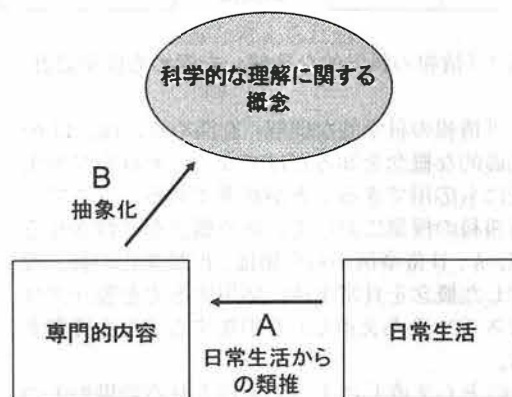 科学的な理解に関する
概念
B
抽象化
専門的内容
A
日常生活から
の類推
日常生活